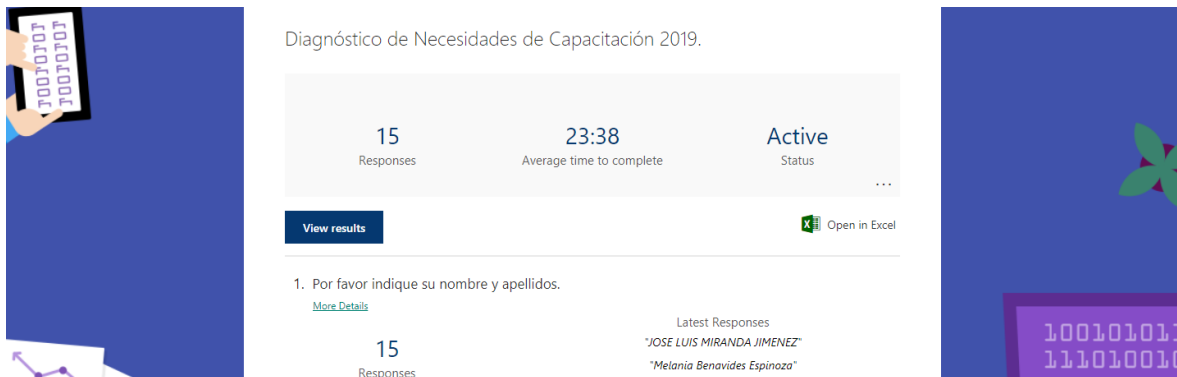 Diagnóstico de Necesidades de Capacitación 2019.
15
Responses
23:38
Average time to complete
Active
Status
...
View results
Open in Excel
1. Por favor indique su nombre y apellidos.
More Details
15
Responses
Latest Responses
"JOSE LUIS MIRANDA JIMENEZ"
"Melania Benavides Espinoza"